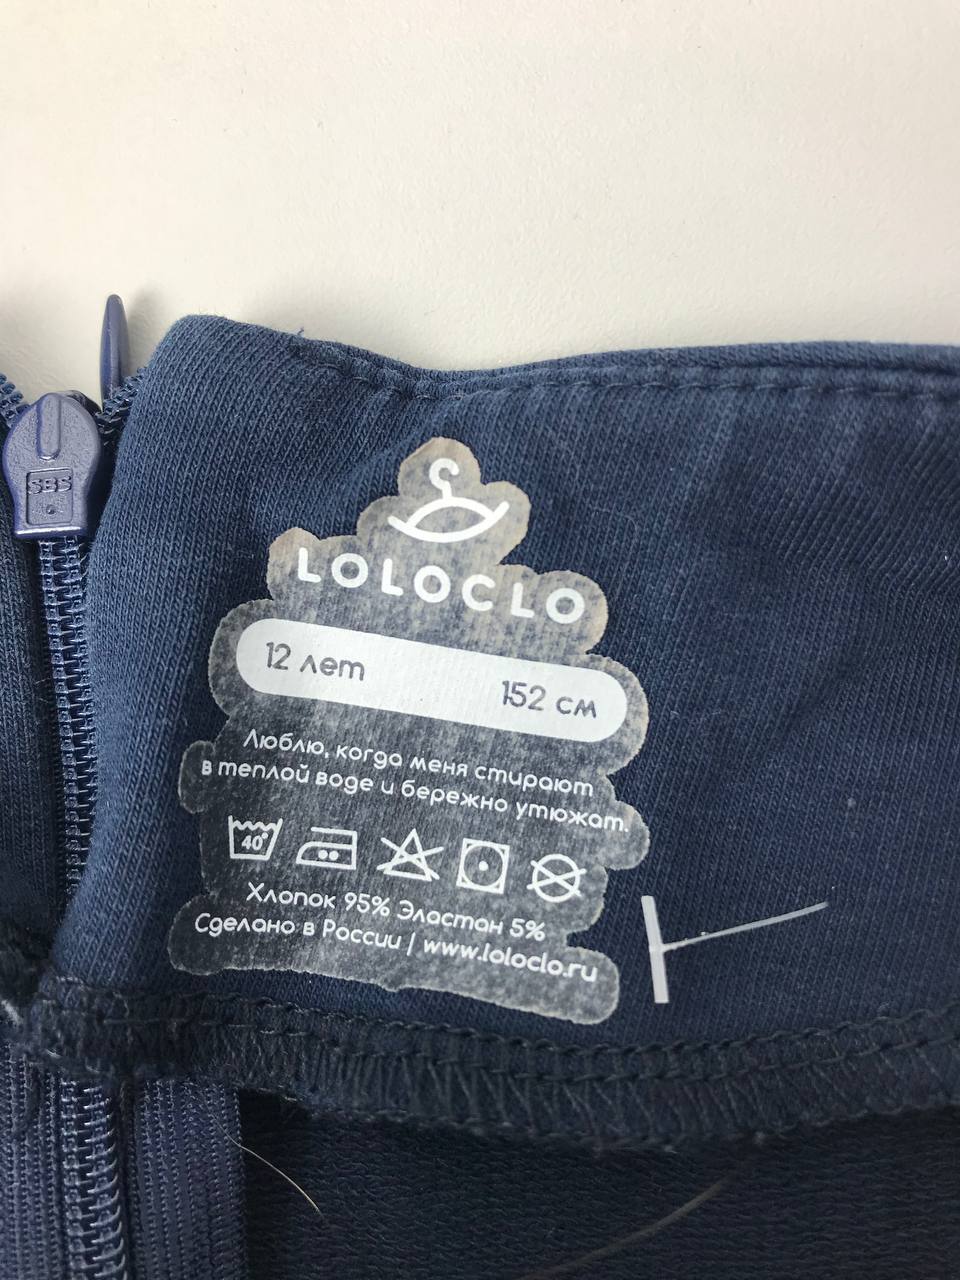 SBS
LOLOCLO
12 лет 152 см
Люблю, когда меня стирают
в теплой воде и бережно утюжат.
40°
Хлопок 95% Эластан 5%
Сделано в России | www.loloclo.ru